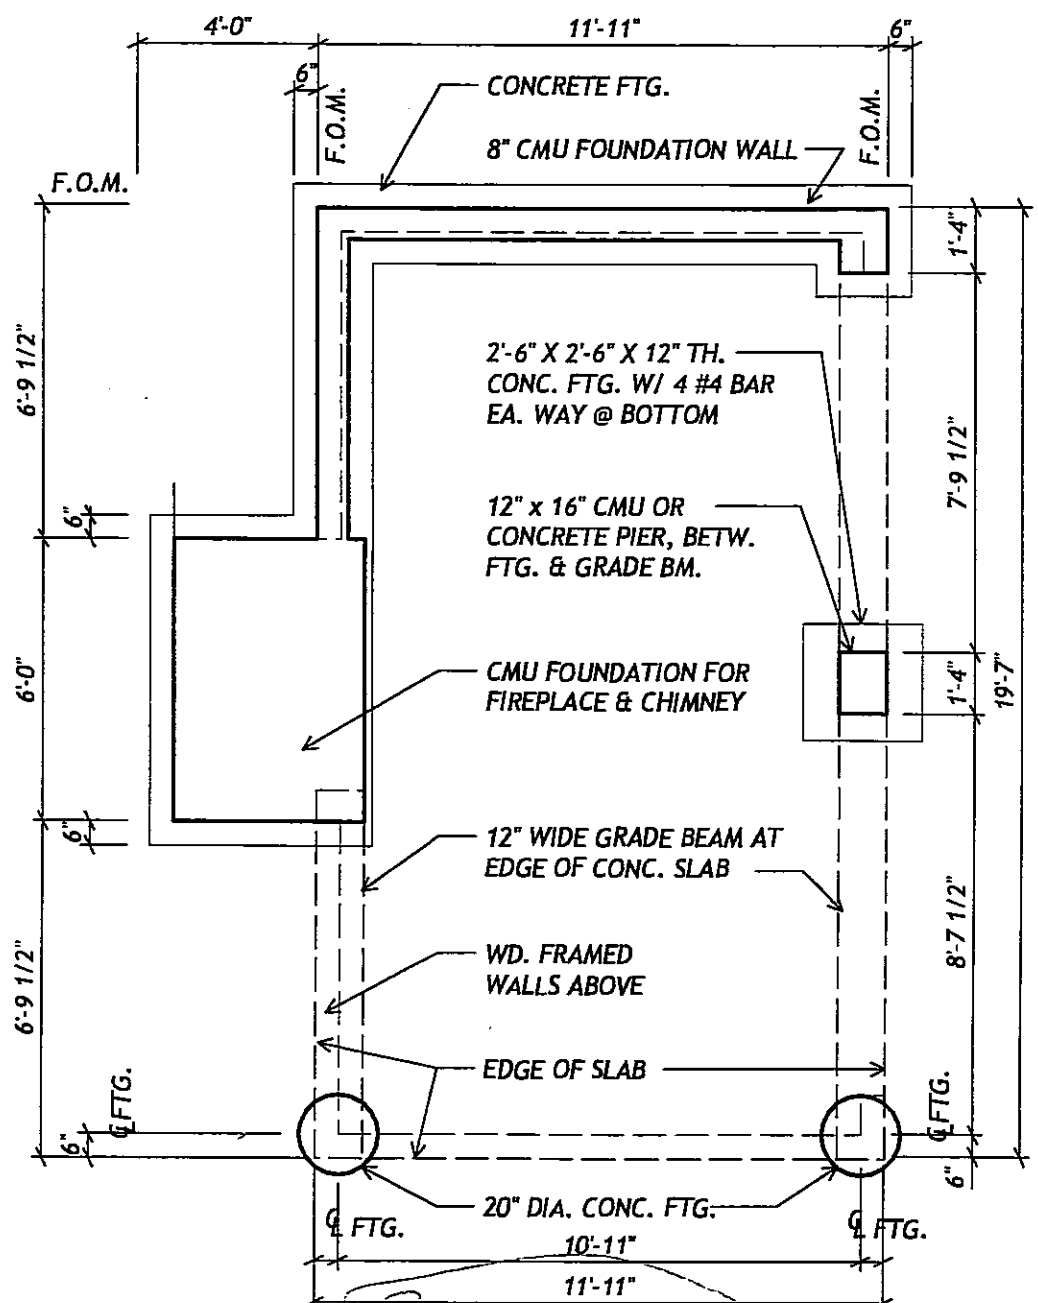 4'-0"
11'-11"
6"
6"
F.O.M.
CONCRETE FTG.
8" CMU FOUNDATION WALL
F.O.M.
F.O.M.
1'-4"
6'-9 1/2"
2'-6" X 2'-6" X 12" TH.
CONC. FTG. W/ 4 #4 BAR
EA. WAY @ BOTTOM
7'-9 1/2"
12" x 16" CMU OR
CONCRETE PIER, BETW.
FTG. & GRADE BM.
6"
6'-0"
CMU FOUNDATION FOR
FIREPLACE & CHIMNEY
1'-4"
19'-7"
6"
12" WIDE GRADE BEAM AT
EDGE OF CONC. SLAB
8'-7 1/2"
6'-9 1/2"
WD. FRAMED
WALLS ABOVE
EDGE OF SLAB
℄ FTG.
℄ FTG.
6"
6"
20" DIA. CONC. FTG.
℄ FTG.
℄ FTG.
10'-11"
11'-11"